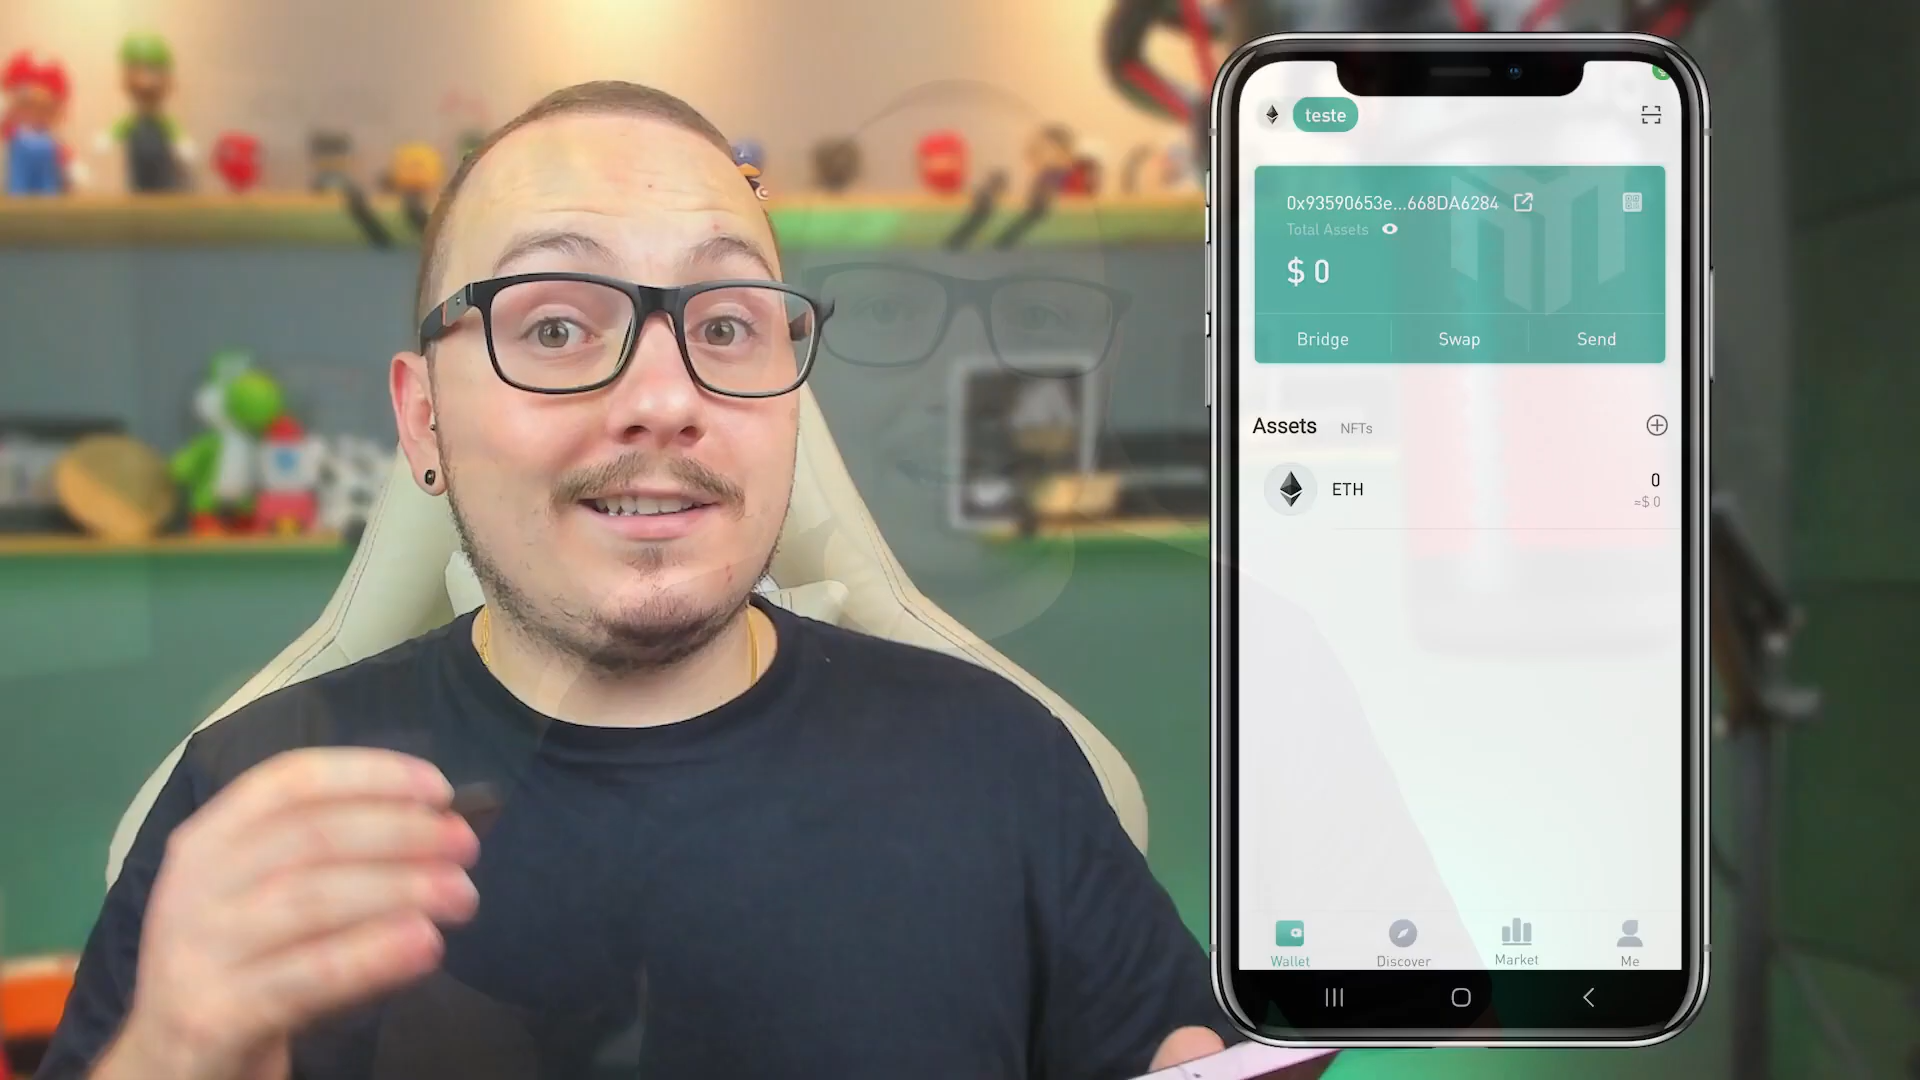 teste
0x93590653e...668DA6284
Total Assets
$ 0
Bridge Swap Send
Assets NFTs
ETH
0
≈$ 0
Wallet Discover Market Me